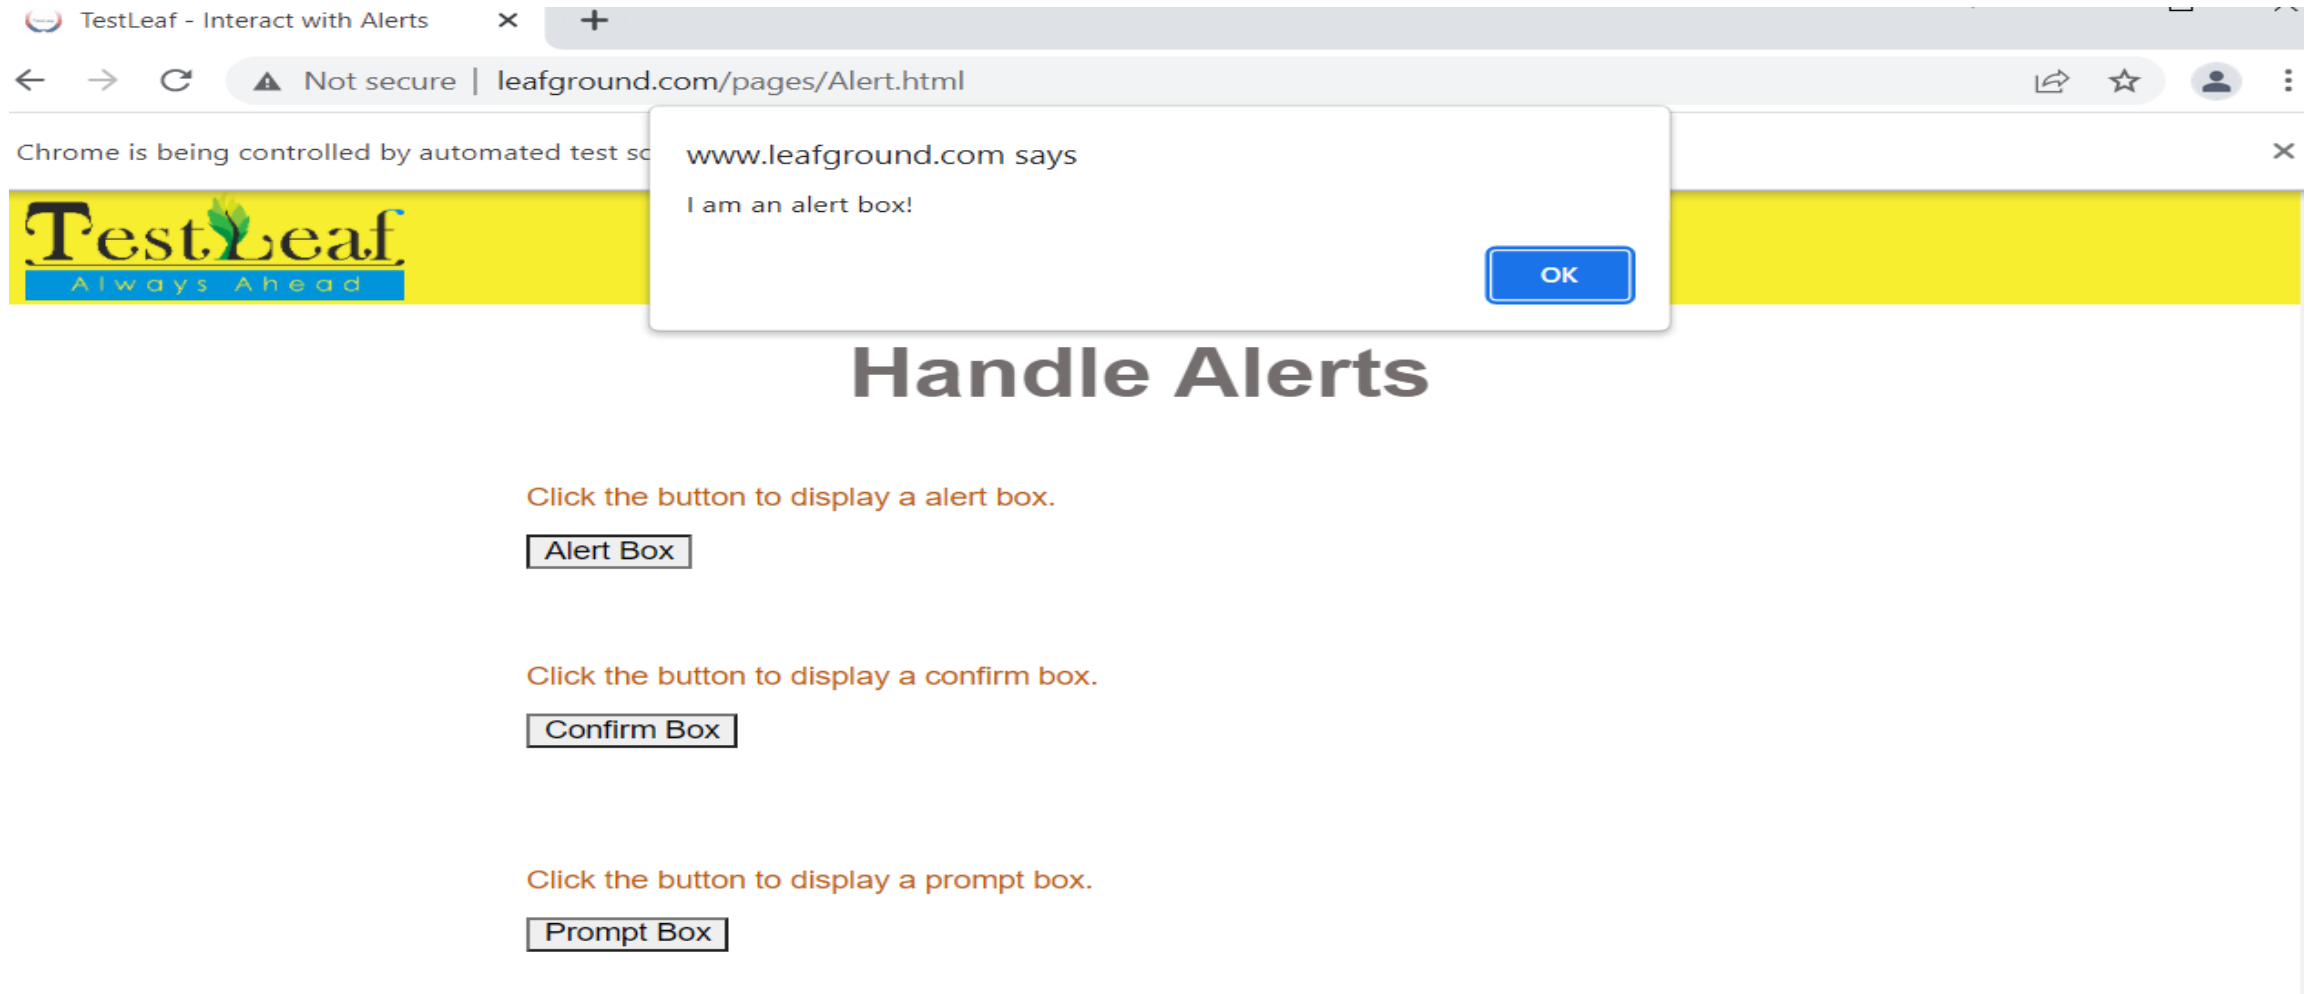 TestLeaf - Interact with Alerts
Not secure | leafground.com/pages/Alert.html
Chrome is being controlled by automated test
www.leafground.com says
I am an alert box!
OK
TestLeaf
Always Ahead
Handle Alerts
Click the button to display a alert box.
Alert Box
Click the button to display a confirm box.
Confirm Box
Click the button to display a prompt box.
Prompt Box